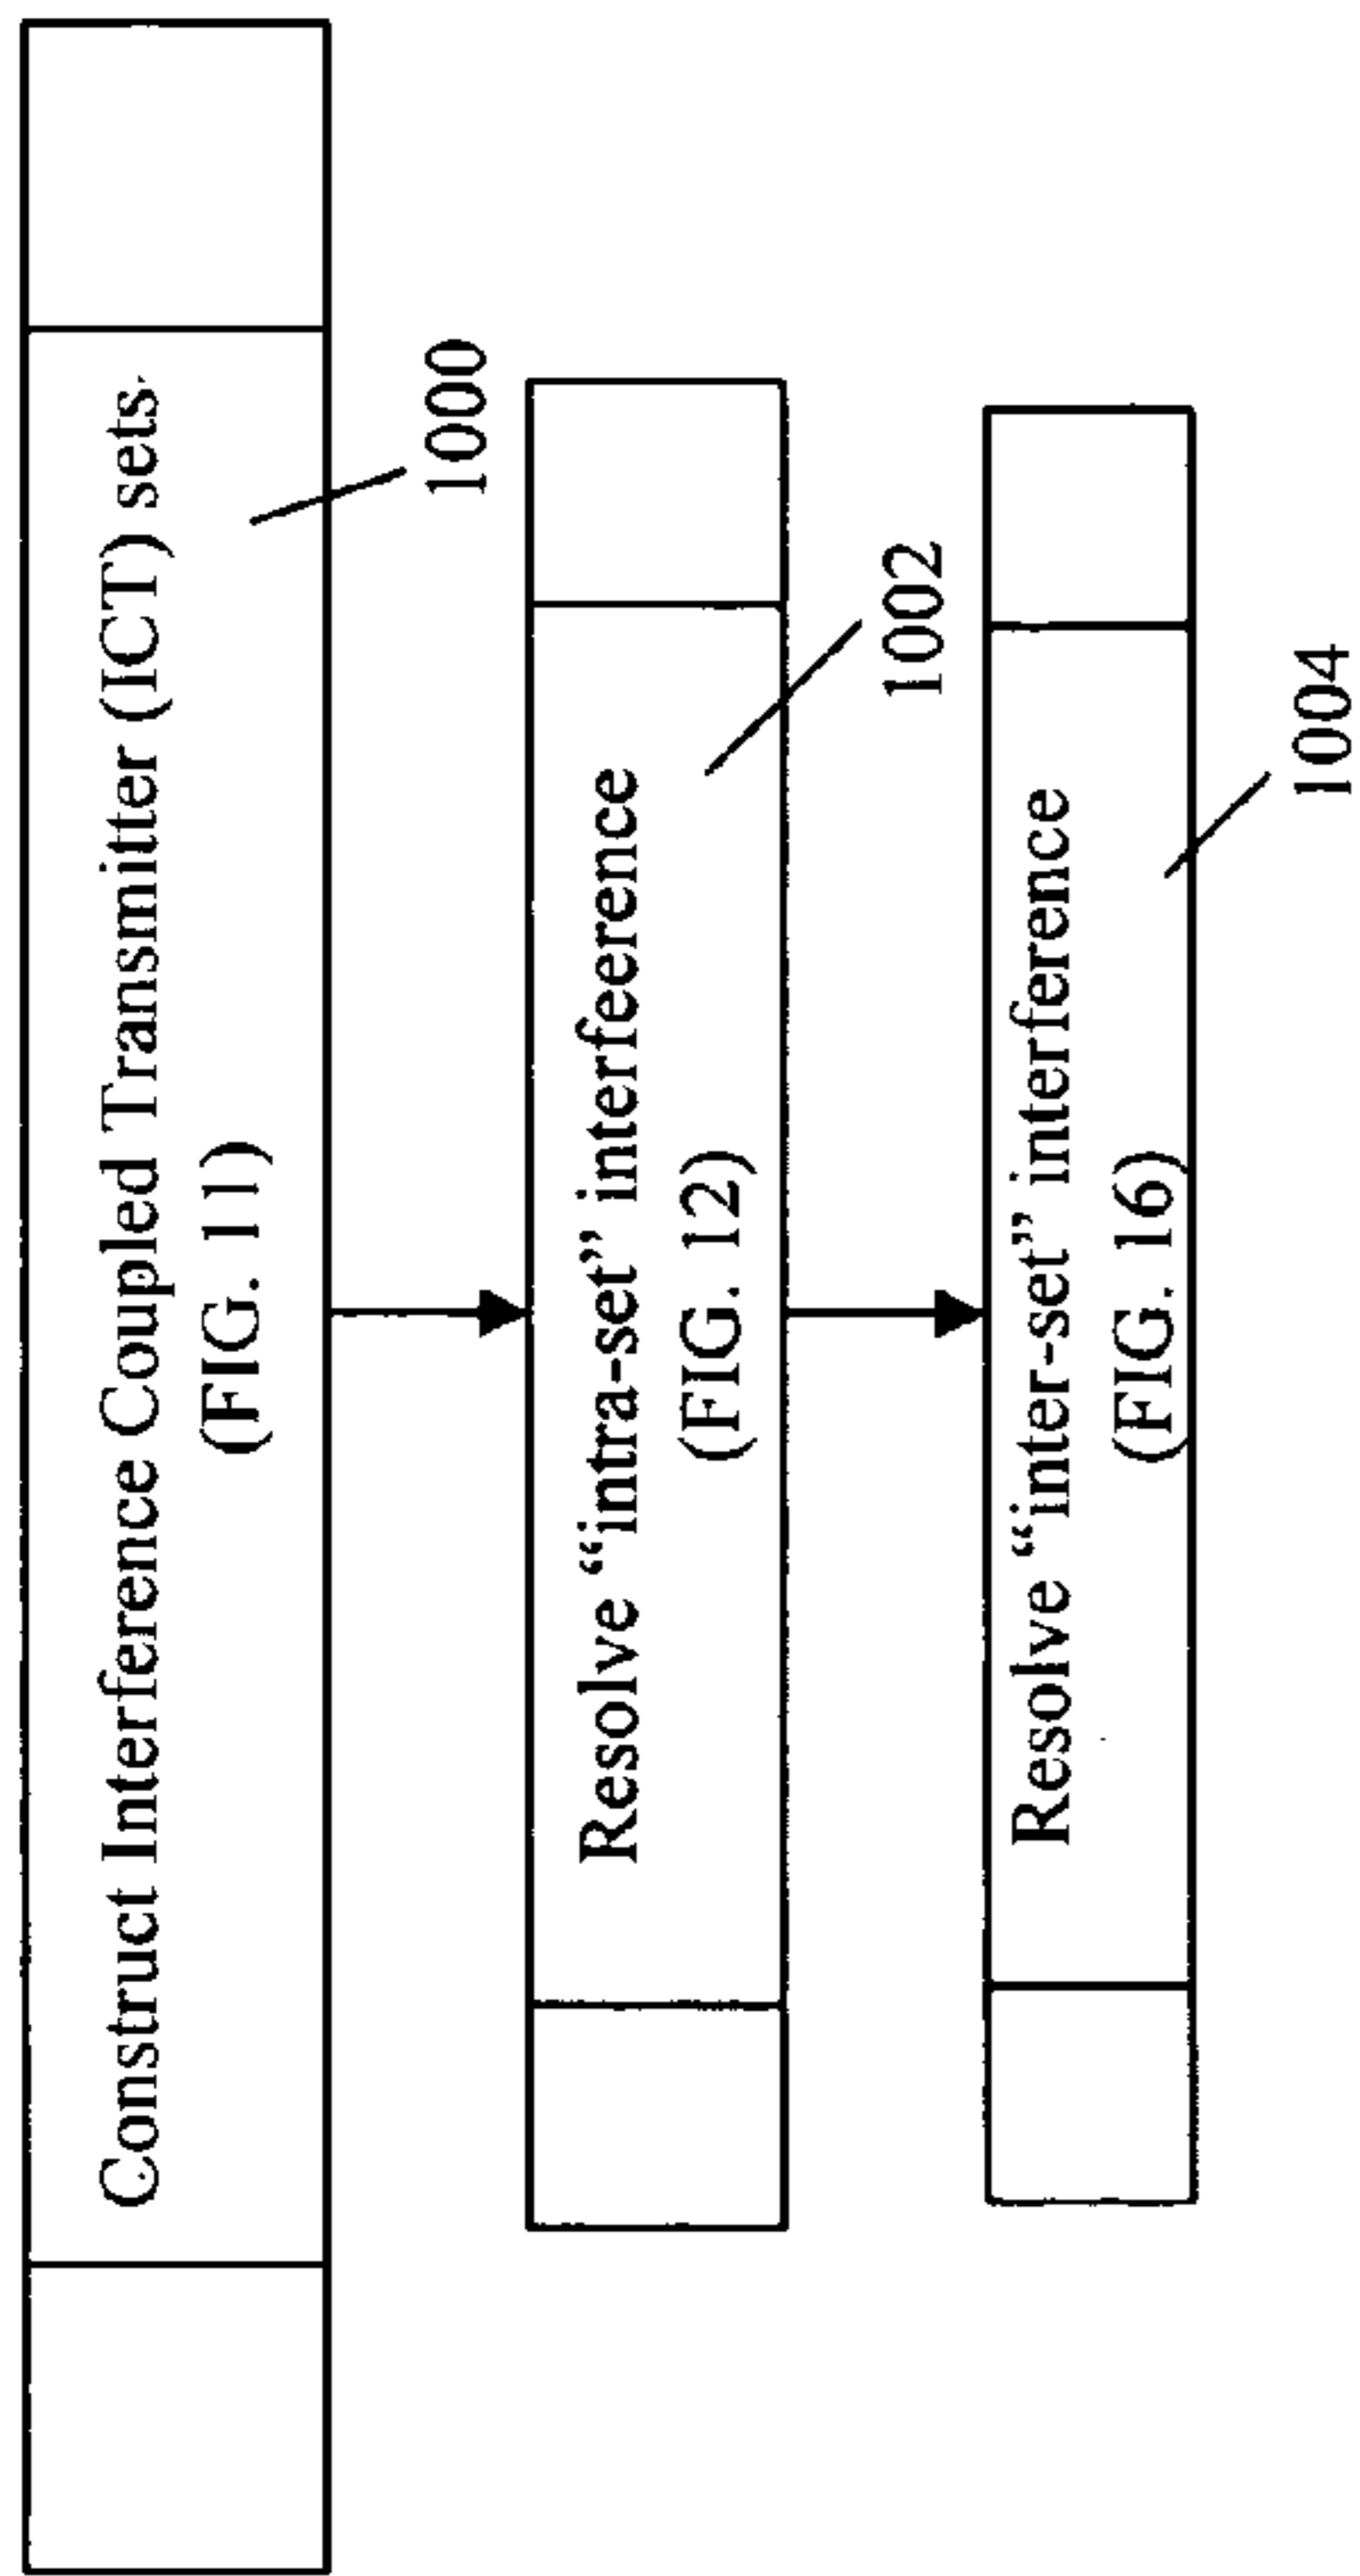 Construct Interference Coupled Transmitter (ICT) sets
(FIG. 11)
1000
Resolve “intra-set” interfeerence
(FIG. 12)
1002
Resolve “inter-set” interference
(FIG. 16)
1004